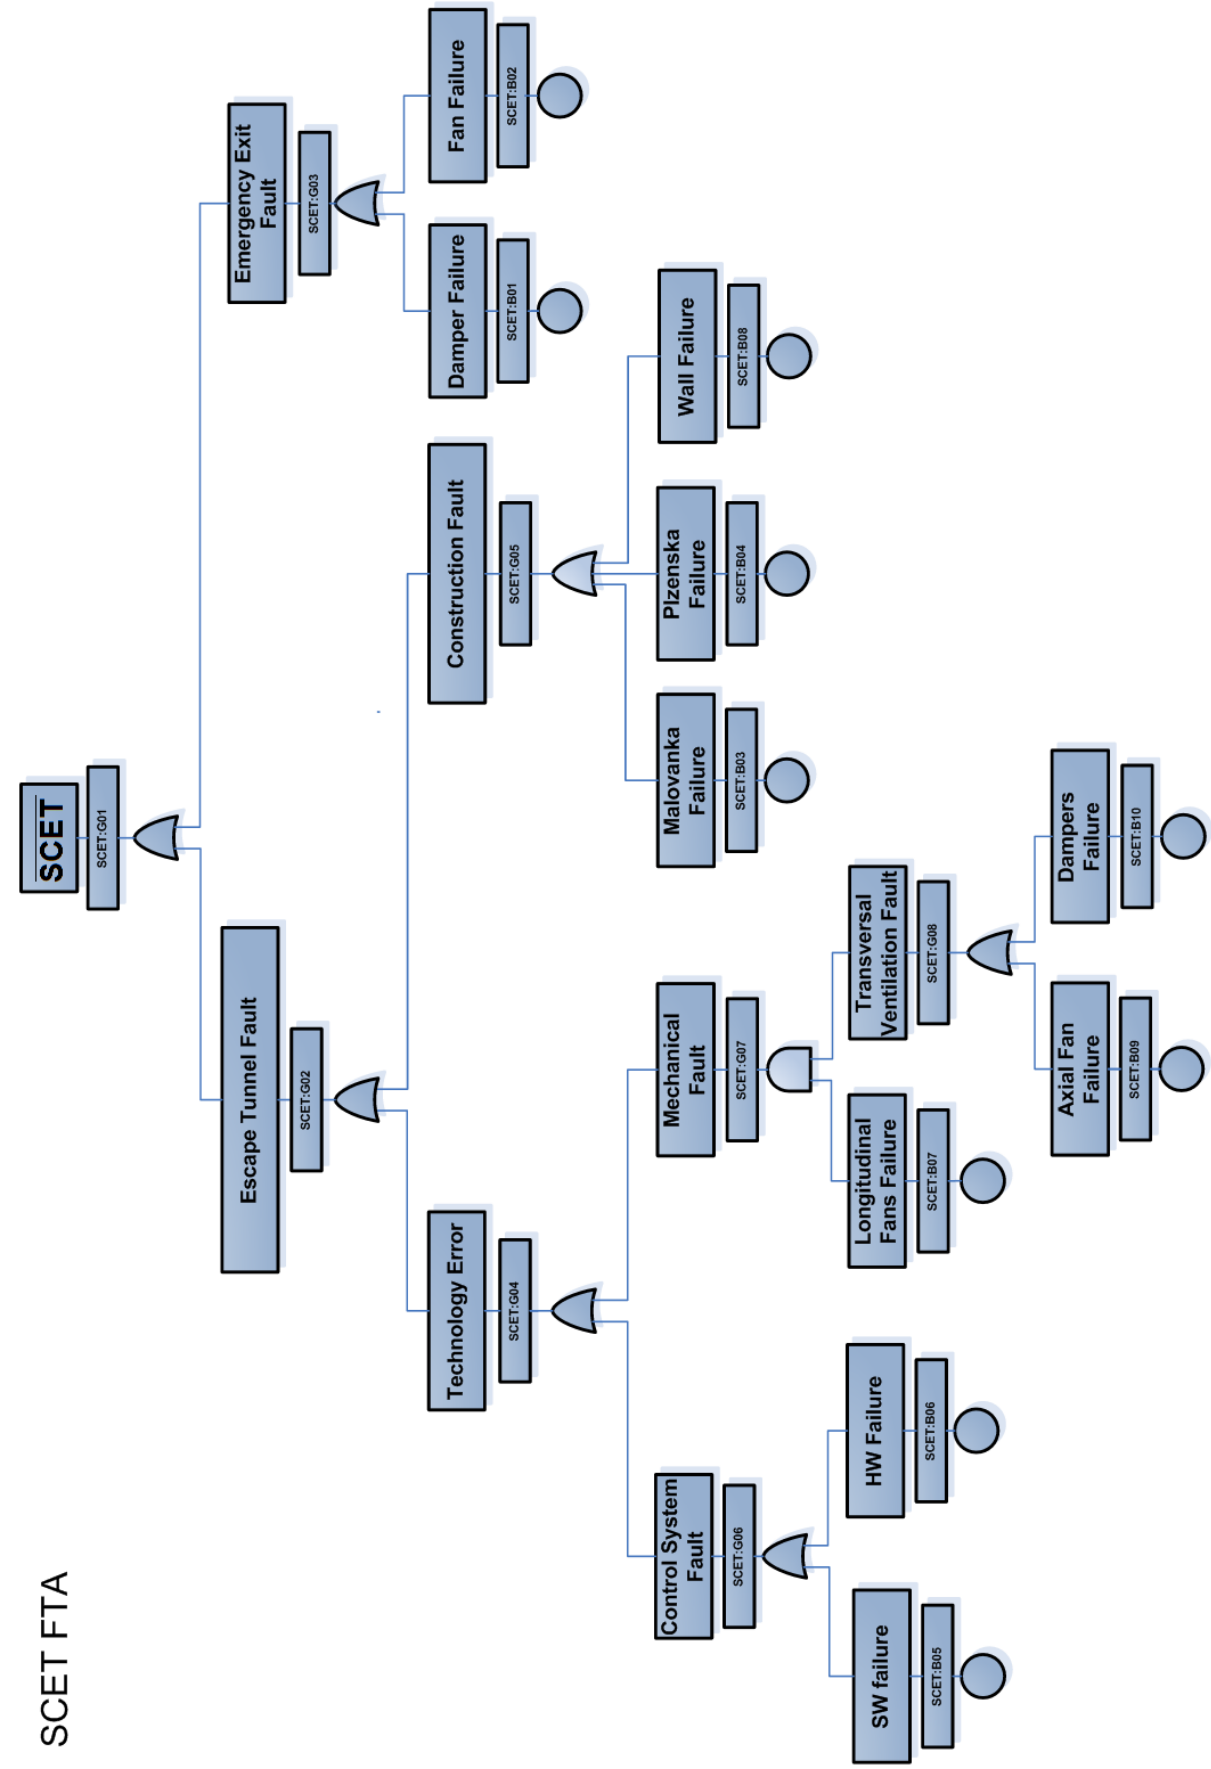 SCET FTA
SCET
SCET:G01
Escape Tunnel Fault
SCET:G02
Emergency Exit
Fault
SCET:G03
Technology Error
SCET:G04
Construction Fault
SCET:G05
Damper Failure
SCET:B01
Fan Failure
SCET:B02
Control System
Fault
SCET:G06
Mechanical
Fault
SCET:G07
Malovanka
Failure
SCET:B03
Plzenska
Failure
SCET:B04
Wall Failure
SCET:B08
SW failure
SCET:B05
HW Failure
SCET:B06
Longitudinal
Fans Failure
SCET:B07
Transversal
Ventilation Fault
SCET:G08
Axial Fan
Failure
SCET:B09
Dampers
Failure
SCET:B10